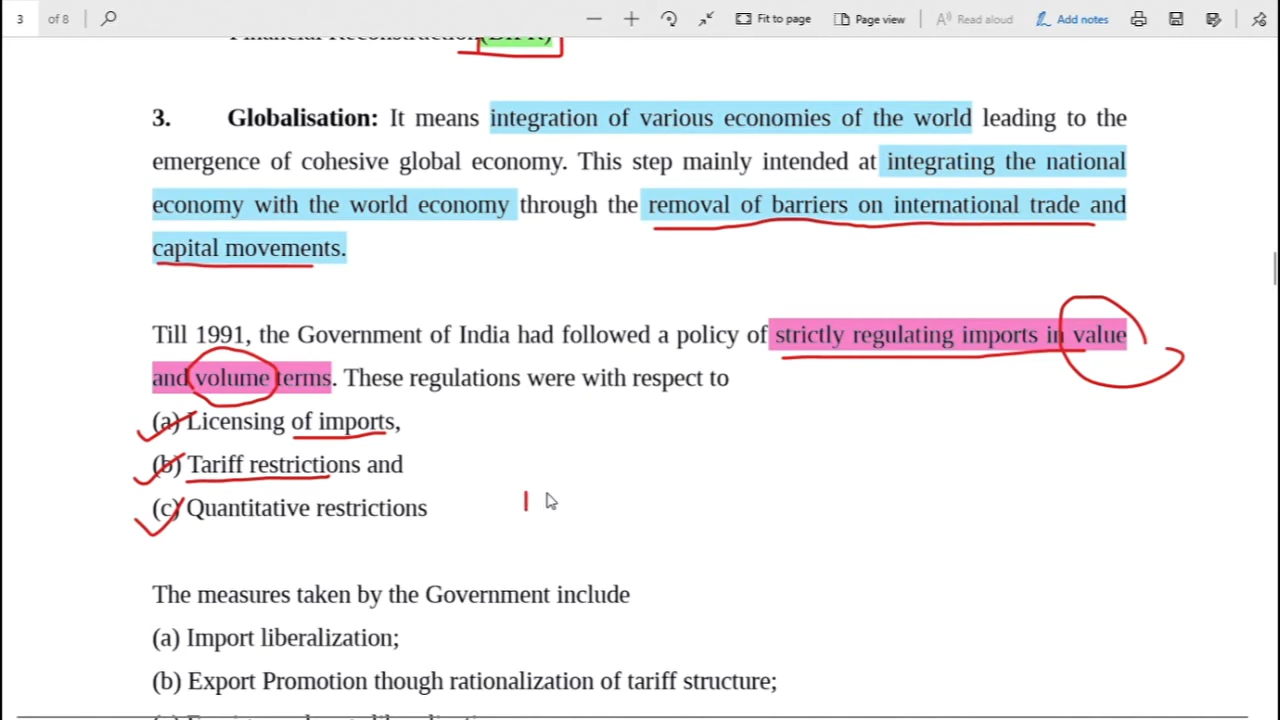 3 of 8 Fit to page Page view Read aloud Add notes
Financial Reconstruction(BIFR)
3. Globalisation: It means integration of various economies of the world leading to the
emergence of cohesive global economy. This step mainly intended at integrating the national
economy with the world economy through the removal of barriers on international trade and
capital movements.
Till 1991, the Government of India had followed a policy of strictly regulating imports in value
and volume terms. These regulations were with respect to
(a) Licensing of imports,
(b) Tariff restrictions and
(c) Quantitative restrictions
The measures taken by the Government include
(a) Import liberalization;
(b) Export Promotion though rationalization of tariff structure;